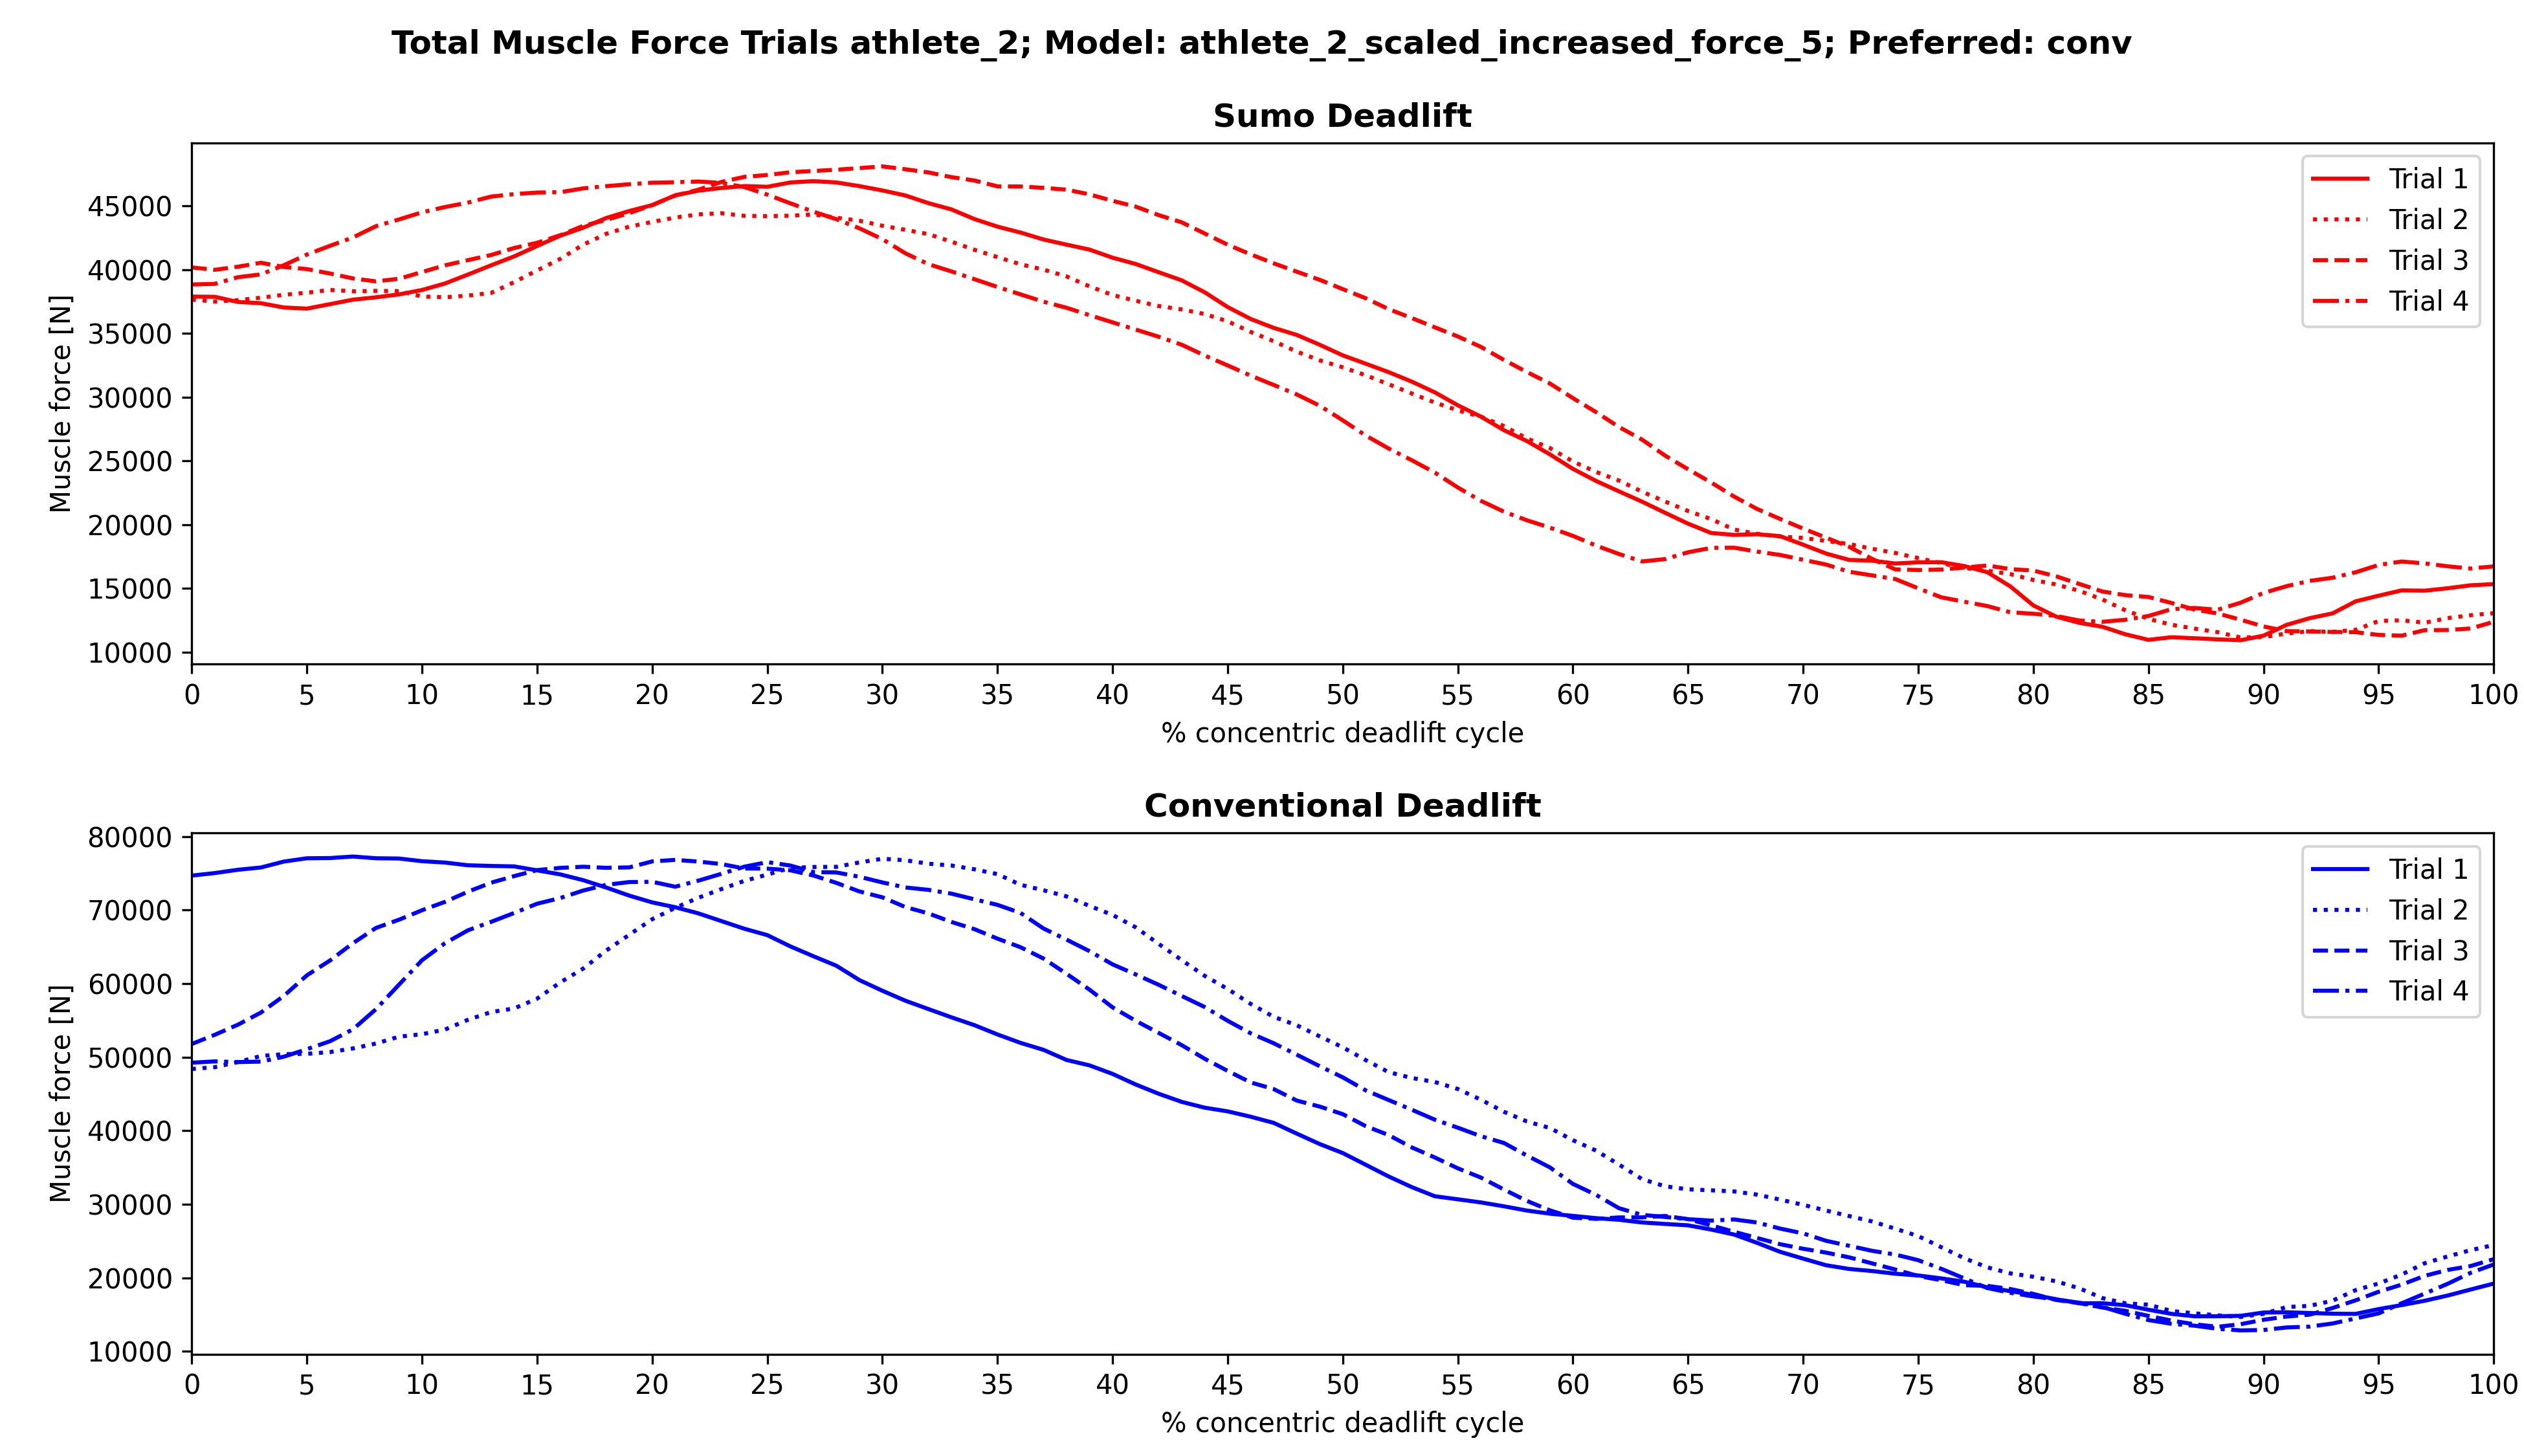 Total Muscle Force Trials athlete_2; Model: athlete_2_scaled_increased_force_5; Preferred: conv
Sumo Deadlift
Muscle force [N]
45000
40000
35000
30000
25000
20000
15000
10000
Trial 1
Trial 2
Trial 3
Trial 4
0 5 10 15 20 25 30 35 40 45 50 55 60 65 70 75 80 85 90 95 100
% concentric deadlift cycle
Conventional Deadlift
Muscle force [N]
80000
70000
60000
50000
40000
30000
20000
10000
Trial 1
Trial 2
Trial 3
Trial 4
0 5 10 15 20 25 30 35 40 45 50 55 60 65 70 75 80 85 90 95 100
% concentric deadlift cycle